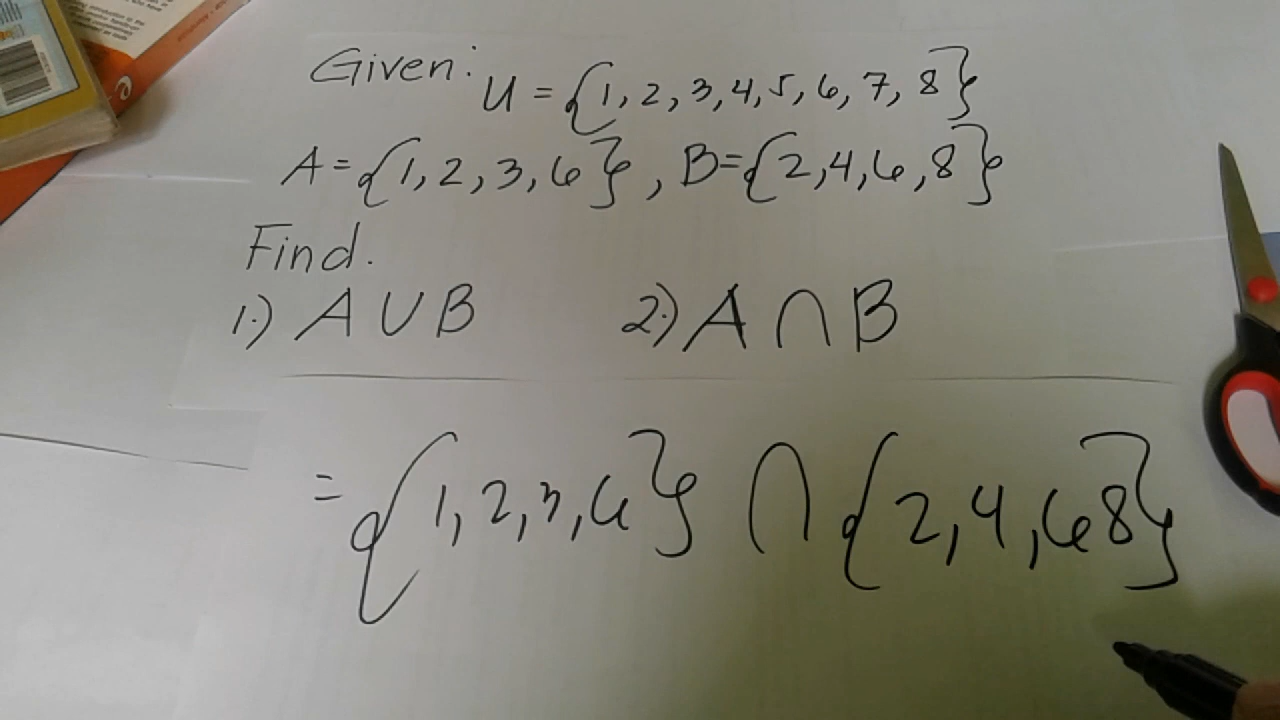 Given: U = {1, 2, 3, 4, 5, 6, 7, 8}
A = {1, 2, 3, 6}, B = {2, 4, 6, 8}
Find.
1.) A ∪ B 2.) A ∩ B
= {1, 2, 3, 6} ∩ {2, 4, 6 8}